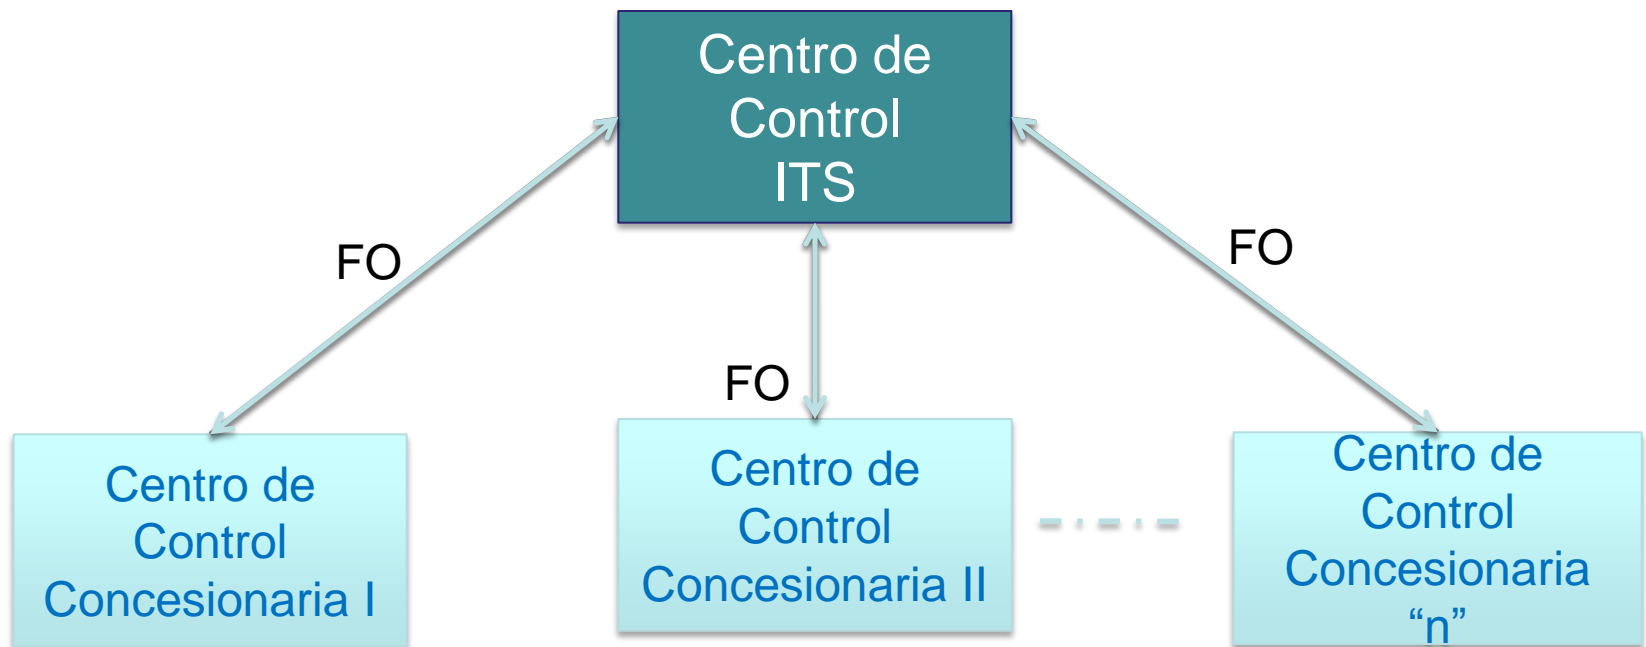 Centro de
Control
ITS
FO
FO
FO
Centro de
Control
Concesionaria I
Centro de
Control
Concesionaria II
Centro de
Control
Concesionaria
“n”